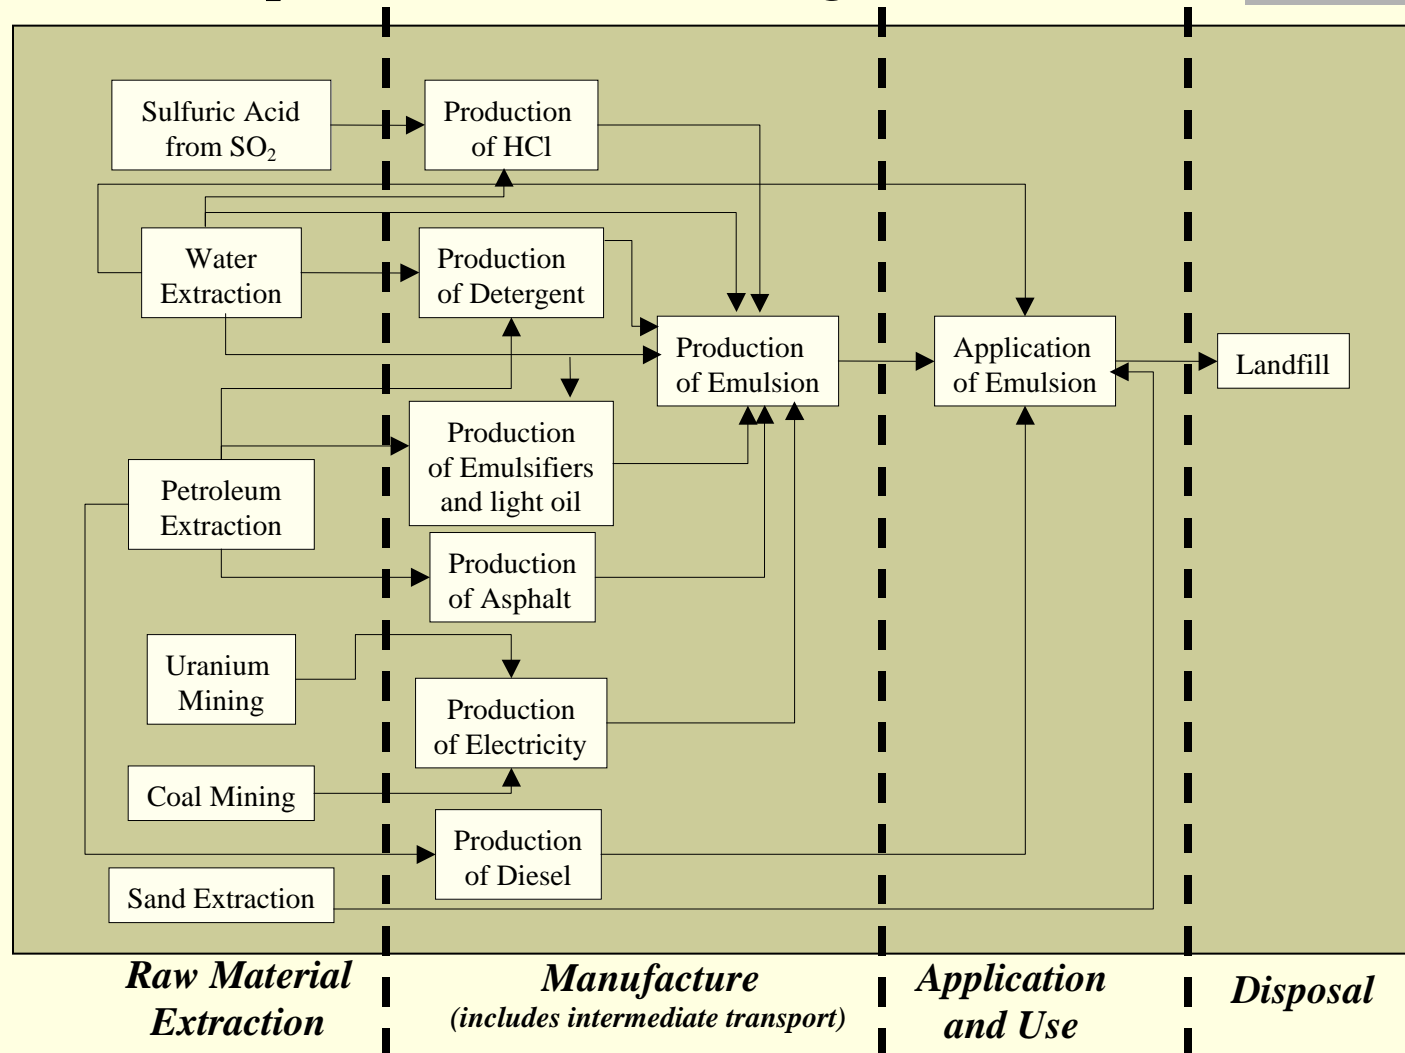 Sulfuric Acid
from SO₂
Production
of HCl
Water
Extraction
Production
of Detergent
Production
of Emulsion
Application
of Emulsion
Landfill
Production
of Emulsifiers
and light oil
Petroleum
Extraction
Production
of Asphalt
Uranium
Mining
Production
of Electricity
Coal Mining
Production
of Diesel
Sand Extraction
Raw Material
Extraction
Manufacture
(includes intermediate transport)
Application
and Use
Disposal